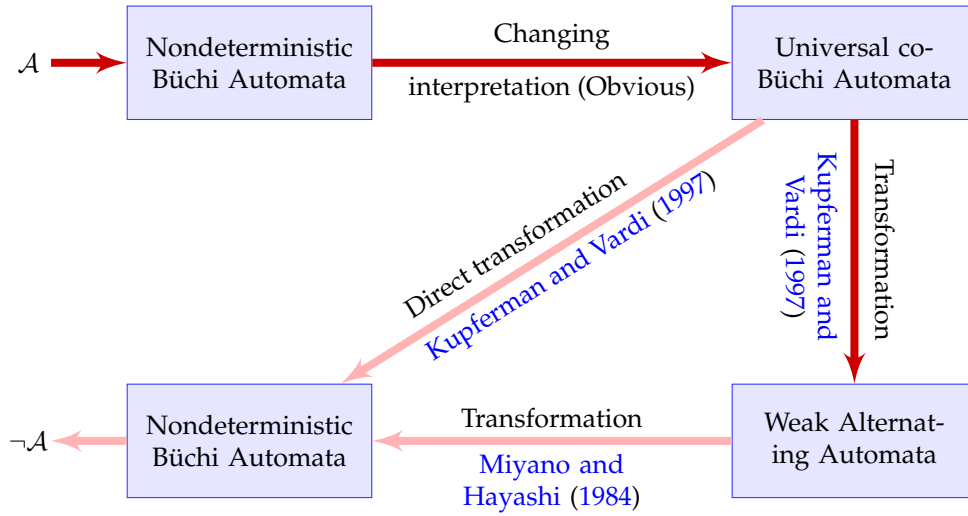 𝒜
Nondeterministic
Büchi Automata
Changing
interpretation (Obvious)
Universal co-
Büchi Automata
Direct transformation
Kupferman and Vardi (1997)
Transformation
Kupferman and
Vardi (1997)
¬𝒜
Nondeterministic
Büchi Automata
Transformation
Miyano and
Hayashi (1984)
Weak Alternat-
ing Automata